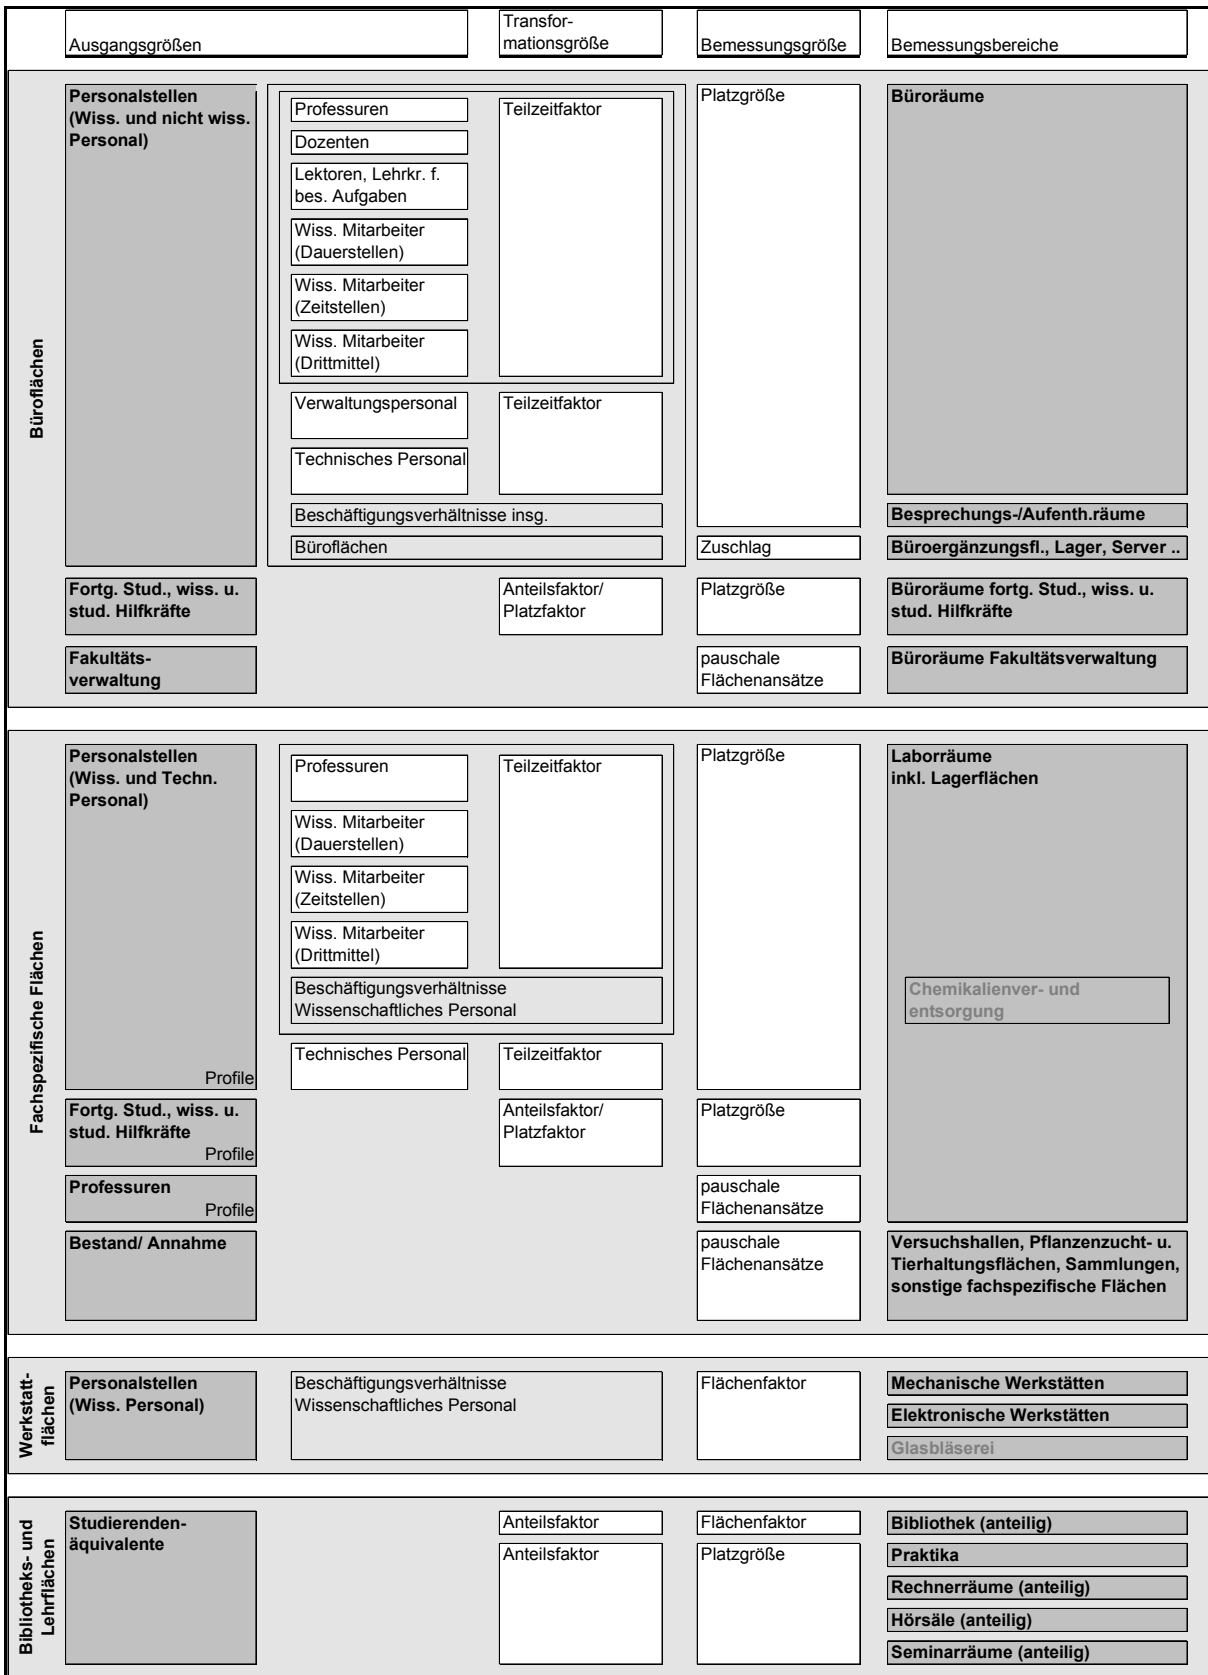 Ausgangsgrößen
Transfor-
mationsgröße
Bemessungsgröße
Bemessungsbereiche
Büroflächen
Personalstellen
(Wiss. und nicht wiss.
Personal)
Professuren
Dozenten
Lektoren, Lehrkr. f.
bes. Aufgaben
Wiss. Mitarbeiter
(Dauerstellen)
Wiss. Mitarbeiter
(Zeitstellen)
Wiss. Mitarbeiter
(Drittmittel)
Teilzeitfaktor
Verwaltungspersonal
Technisches Personal
Teilzeitfaktor
Beschäftigungsverhältnisse insg.
Büroflächen
Platzgröße
Zuschlag
Büroräume
Besprechungs-/Aufenth.räume
Büroergänzungsfl., Lager, Server ..
Fortg. Stud., wiss. u.
stud. Hilfkräfte
Anteilsfaktor/
Platzfaktor
Platzgröße
Büroräume fortg. Stud., wiss. u.
stud. Hilfkräfte
Fakultäts-
verwaltung
pauschale
Flächenansätze
Büroräume Fakultätsverwaltung
Fachspezifische Flächen
Personalstellen
(Wiss. und Techn.
Personal)
Profile
Professuren
Wiss. Mitarbeiter
(Dauerstellen)
Wiss. Mitarbeiter
(Zeitstellen)
Wiss. Mitarbeiter
(Drittmittel)
Teilzeitfaktor
Beschäftigungsverhältnisse
Wissenschaftliches Personal
Technisches Personal
Teilzeitfaktor
Platzgröße
Laborräume
inkl. Lagerflächen
Chemikalienver- und
entsorgung
Fortg. Stud., wiss. u.
stud. Hilfkräfte
Profile
Anteilsfaktor/
Platzfaktor
Platzgröße
Professuren
Profile
pauschale
Flächenansätze
Bestand/ Annahme
pauschale
Flächenansätze
Versuchshallen, Pflanzenzucht- u.
Tierhaltungsflächen, Sammlungen,
sonstige fachspezifische Flächen
Werkstatt-
flächen
Personalstellen
(Wiss. Personal)
Beschäftigungsverhältnisse
Wissenschaftliches Personal
Flächenfaktor
Mechanische Werkstätten
Elektronische Werkstätten
Glasbläserei
Bibliotheks- und
Lehrflächen
Studierenden-
äquivalente
Anteilsfaktor
Flächenfaktor
Bibliothek (anteilig)
Anteilsfaktor
Platzgröße
Praktika
Rechnerräume (anteilig)
Hörsäle (anteilig)
Seminarräume (anteilig)